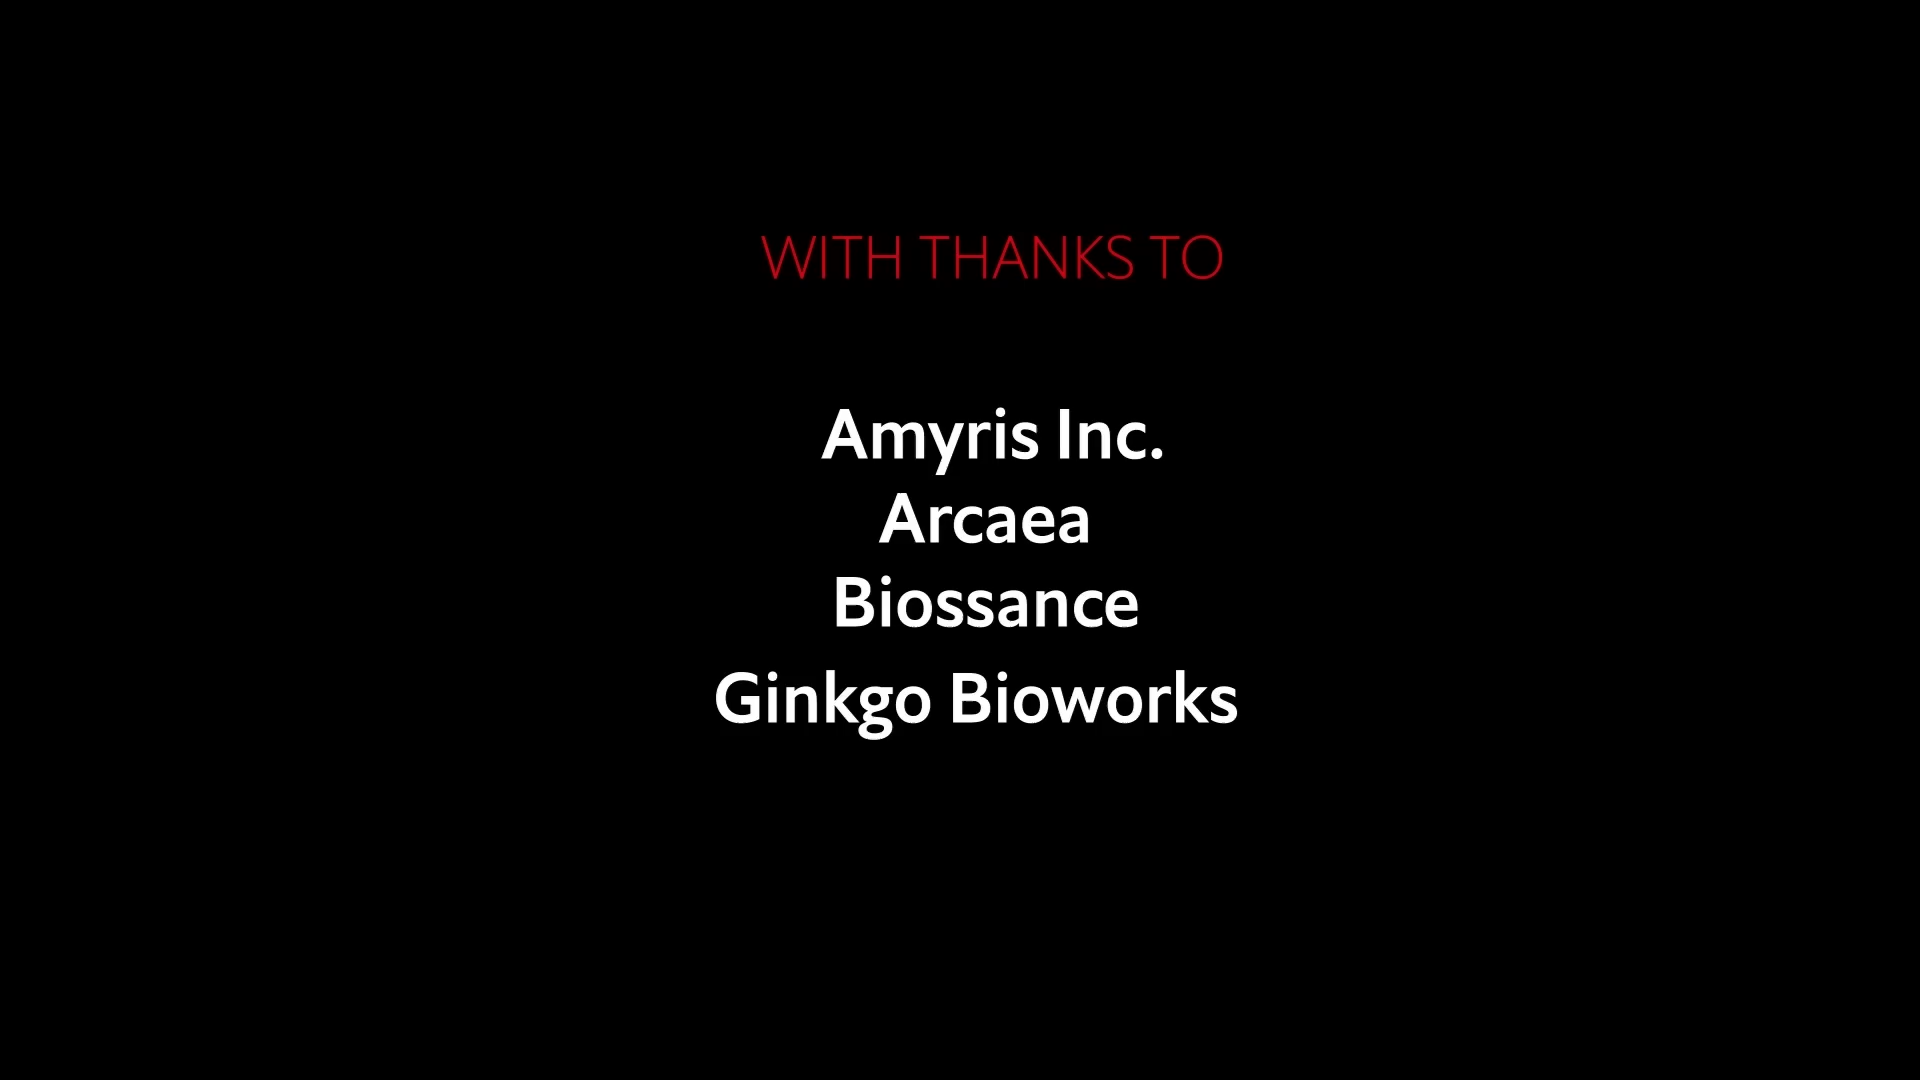 WITH THANKS TO
Amyris Inc.
Arcaea
Biossance
Ginkgo Bioworks